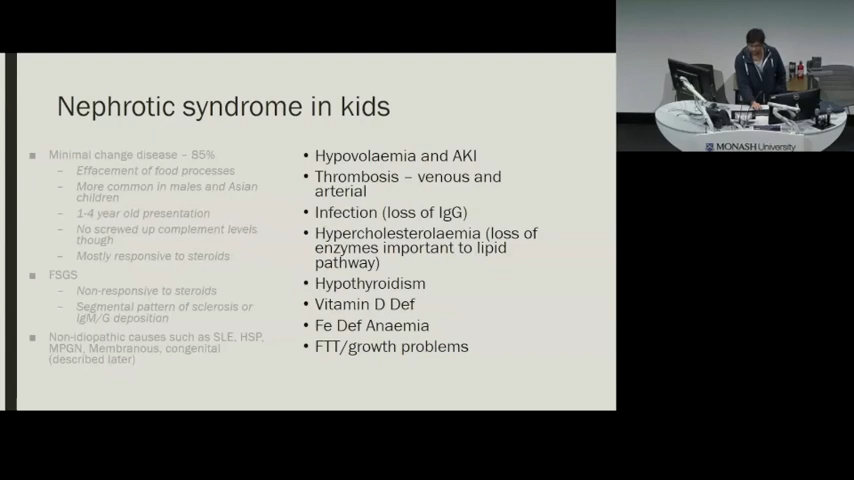 Nephrotic syndrome in kids
■ Minimal change disease – 85%
– Effacement of food processes
– More common in males and Asian
children
– 1-4 year old presentation
– No screwed up complement levels
though
– Mostly responsive to steroids
■ FSGS
– Non-responsive to steroids
– Segmental pattern of sclerosis or
IgM/G deposition
■ Non-idiopathic causes such as SLE, HSP,
MPGN, Membranous, congenital
(described later)
• Hypovolaemia and AKI
• Thrombosis – venous and
arterial
• Infection (loss of IgG)
• Hypercholesterolaemia (loss of
enzymes important to lipid
pathway)
• Hypothyroidism
• Vitamin D Def
• Fe Def Anaemia
• FTT/growth problems
MONASH University